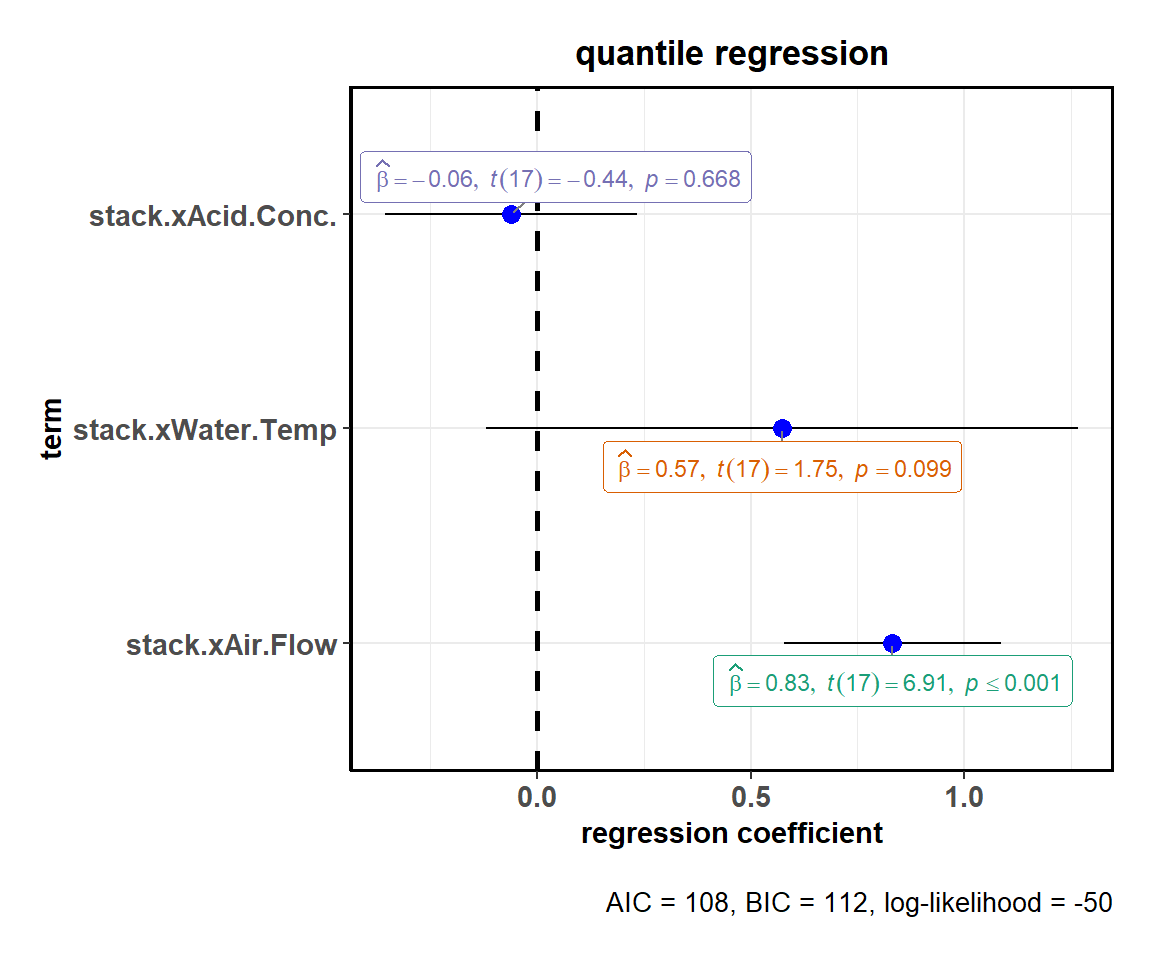 quantile regression
β̂ = −0.06, t(17) = −0.44, p = 0.668
stack.xAcid.Conc.
term
stack.xWater.Temp
β̂ = 0.57, t(17) = 1.75, p = 0.099
stack.xAir.Flow
β̂ = 0.83, t(17) = 6.91, p ≤ 0.001
0.0 0.5 1.0
regression coefficient
AIC = 108, BIC = 112, log-likelihood = -50